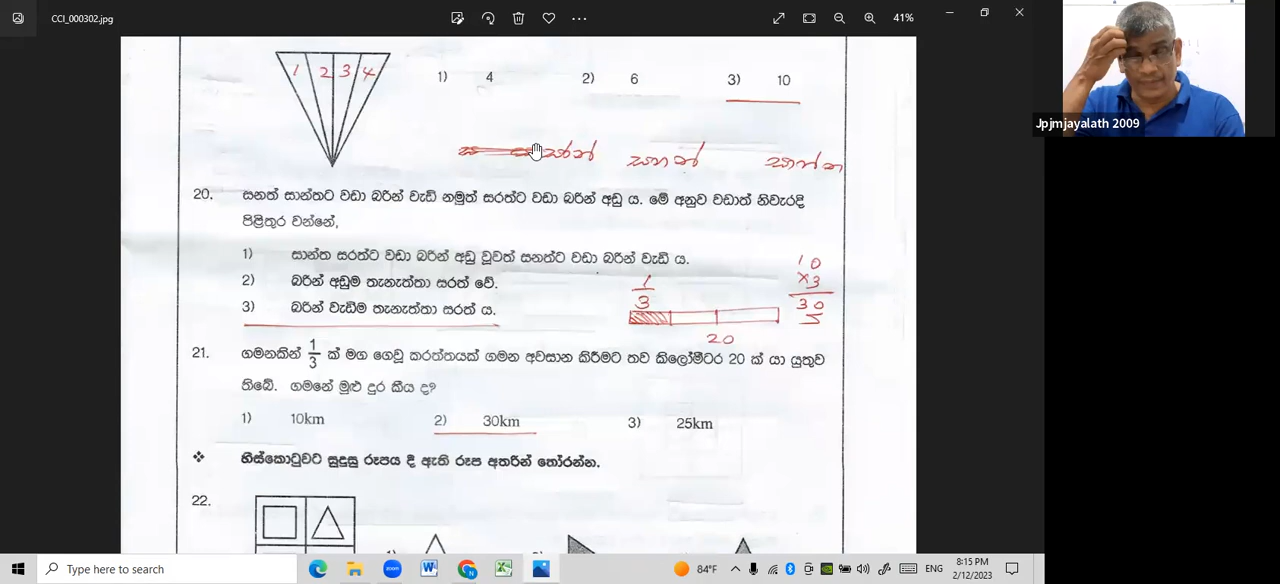 CCI_000302.jpg
41%
Jpjmjayalath 2009
1 2 3 4
1) 4 2) 6 3) 10
සරත් සනත් සාන්ත
20. සනත් සාන්තට වඩා බරින් වැඩි නමුත් සරත්ට වඩා බරින් අඩු ය. මේ අනුව වඩාත් නිවැරදි
පිළිතුර වන්නේ,
1) සාන්ත සරත්ට වඩා බරින් අඩු වූවත් සනත්ට වඩා බරින් වැඩි ය.
2) බරින් අඩුම තැනැත්තා සරත් වේ.
3) බරින් වැඩිම තැනැත්තා සරත් ය.
1/3
10
×3
30
20
21. ගමනකින් 1/3 ක් මග ගෙවූ කරත්තයක් ගමන අවසාන කිරීමට තව කිලෝමීටර 20 ක් යා යුතුව
තිබේ. ගමනේ මුළු දුර කීය ද?
1) 10km 2) 30km 3) 25km
❖ හිස්කොටුවට සුදුසු රූපය දී ඇති රූප අතරින් තෝරන්න.
22.
Type here to search
84°F
ENG
8:15 PM
2/12/2023